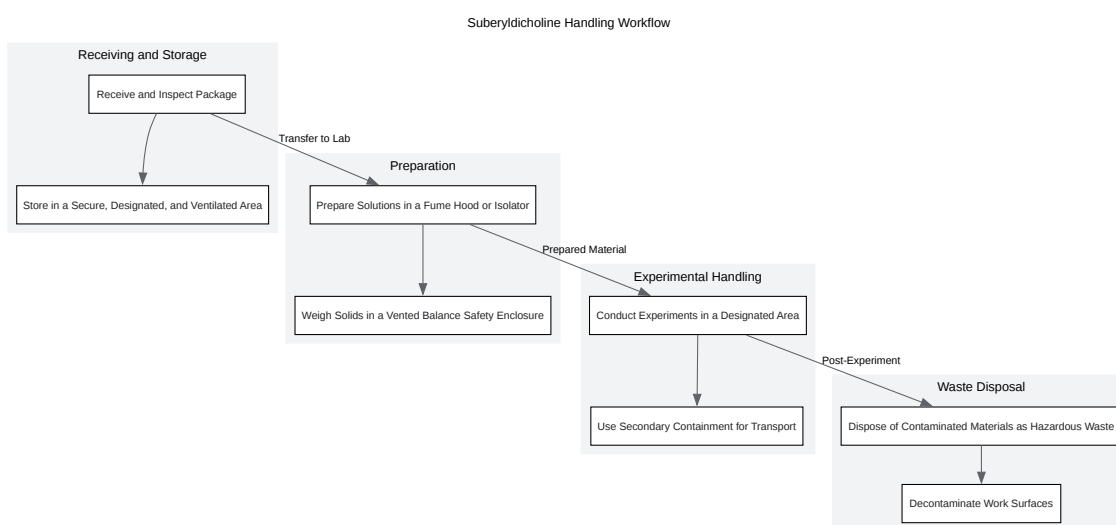 Suberyldicholine Handling Workflow
Receiving and Storage
Receive and Inspect Package
Transfer to Lab
Store in a Secure, Designated, and Ventilated Area
Preparation
Prepare Solutions in a Fume Hood or Isolator
Prepared Material
Weigh Solids in a Vented Balance Safety Enclosure
Experimental Handling
Conduct Experiments in a Designated Area
Post-Experiment
Use Secondary Containment for Transport
Waste Disposal
Dispose of Contaminated Materials as Hazardous Waste
Decontaminate Work Surfaces